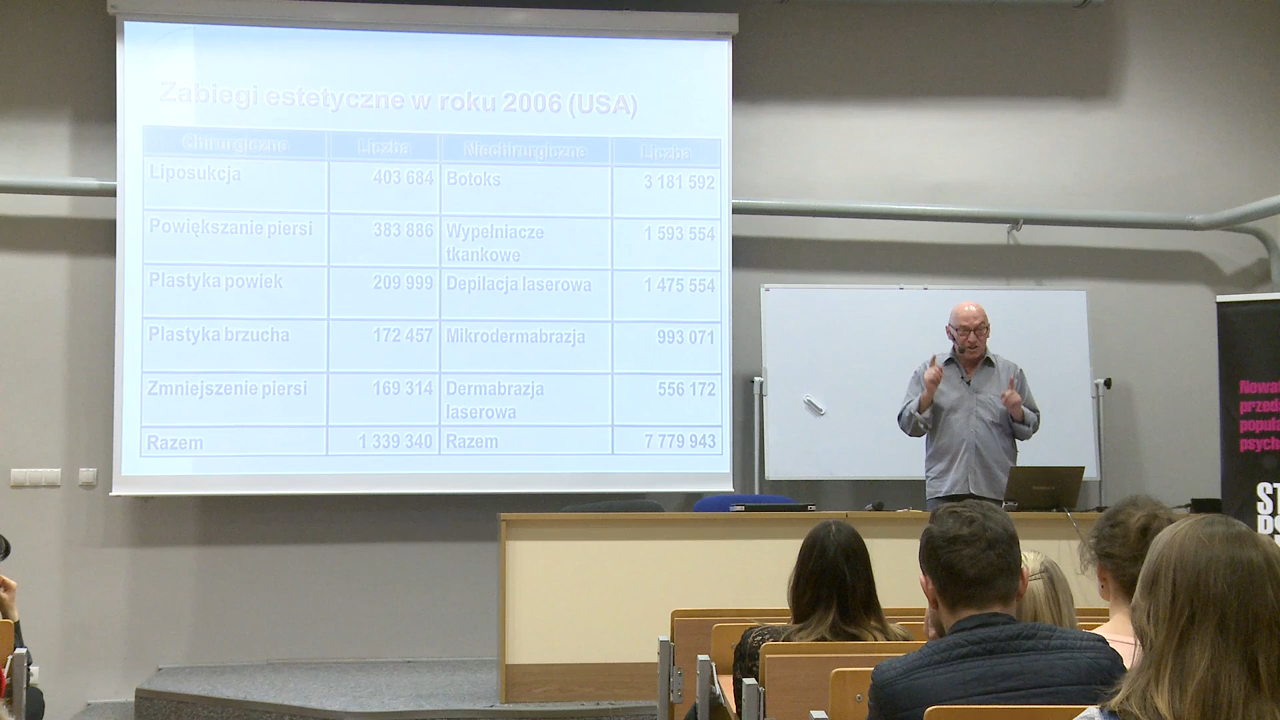 Zabiegi estetyczne w roku 2006 (USA)
Chirurgiczne Liczba Niechirurgiczne Liczba
Liposukcja 403 684 Botoks 3 181 592
Powiększanie piersi 383 886 Wypełniacze
tkankowe 1 593 554
Plastyka powiek 209 999 Depilacja laserowa 1 475 554
Plastyka brzucha 172 457 Mikrodermabrazja 993 071
Zmniejszenie piersi 169 314 Dermabrazja
laserowa 556 172
Razem 1 339 340 Razem 7 779 943